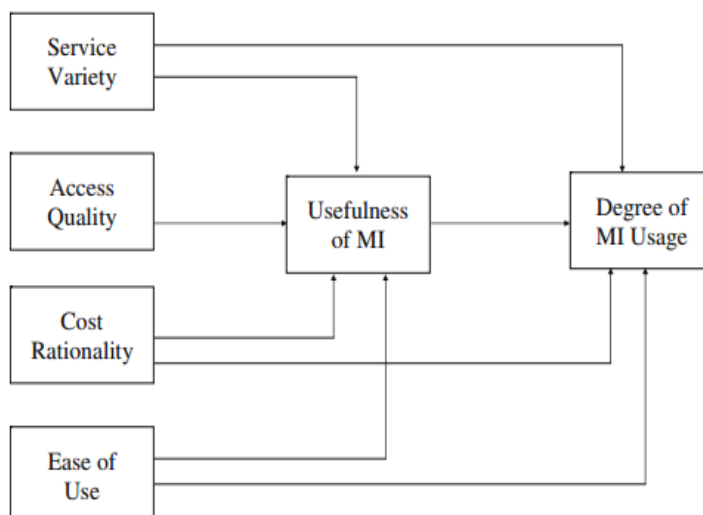 Service
Variety
Access
Quality
Usefulness
of MI
Degree of
MI Usage
Cost
Rationality
Ease of
Use